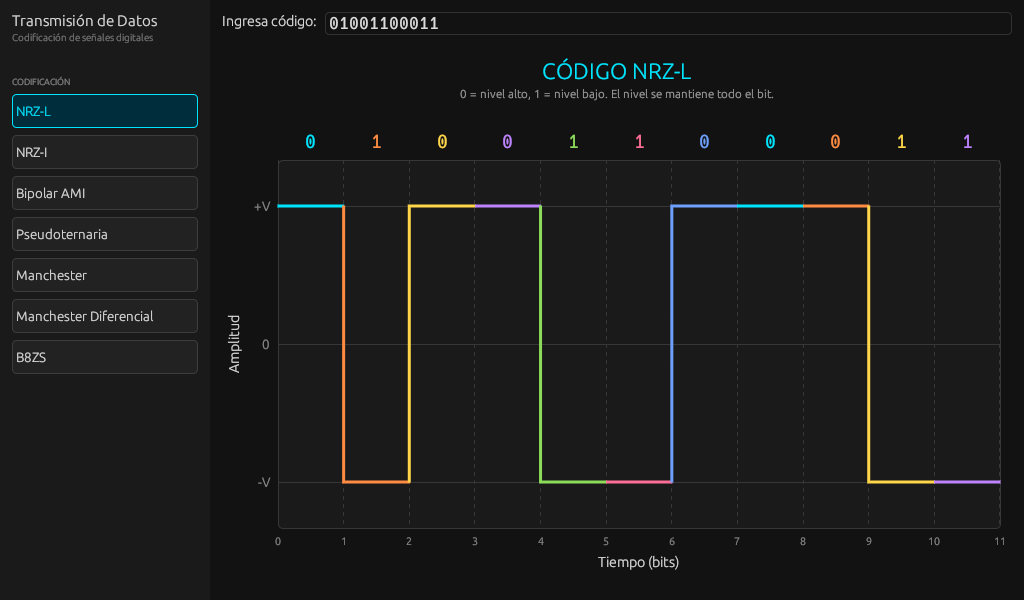 Transmisión de Datos
Codificación de señales digitales
CODIFICACIÓN
NRZ-L
NRZ-I
Bipolar AMI
Pseudoternaria
Manchester
Manchester Diferencial
B8ZS
Ingresa código: 01001100011
CÓDIGO NRZ-L
0 = nivel alto, 1 = nivel bajo. El nivel se mantiene todo el bit.
0 1 0 0 1 1 0 0 0 1 1
+V
0
-V
Amplitud
0 1 2 3 4 5 6 7 8 9 10 11
Tiempo (bits)